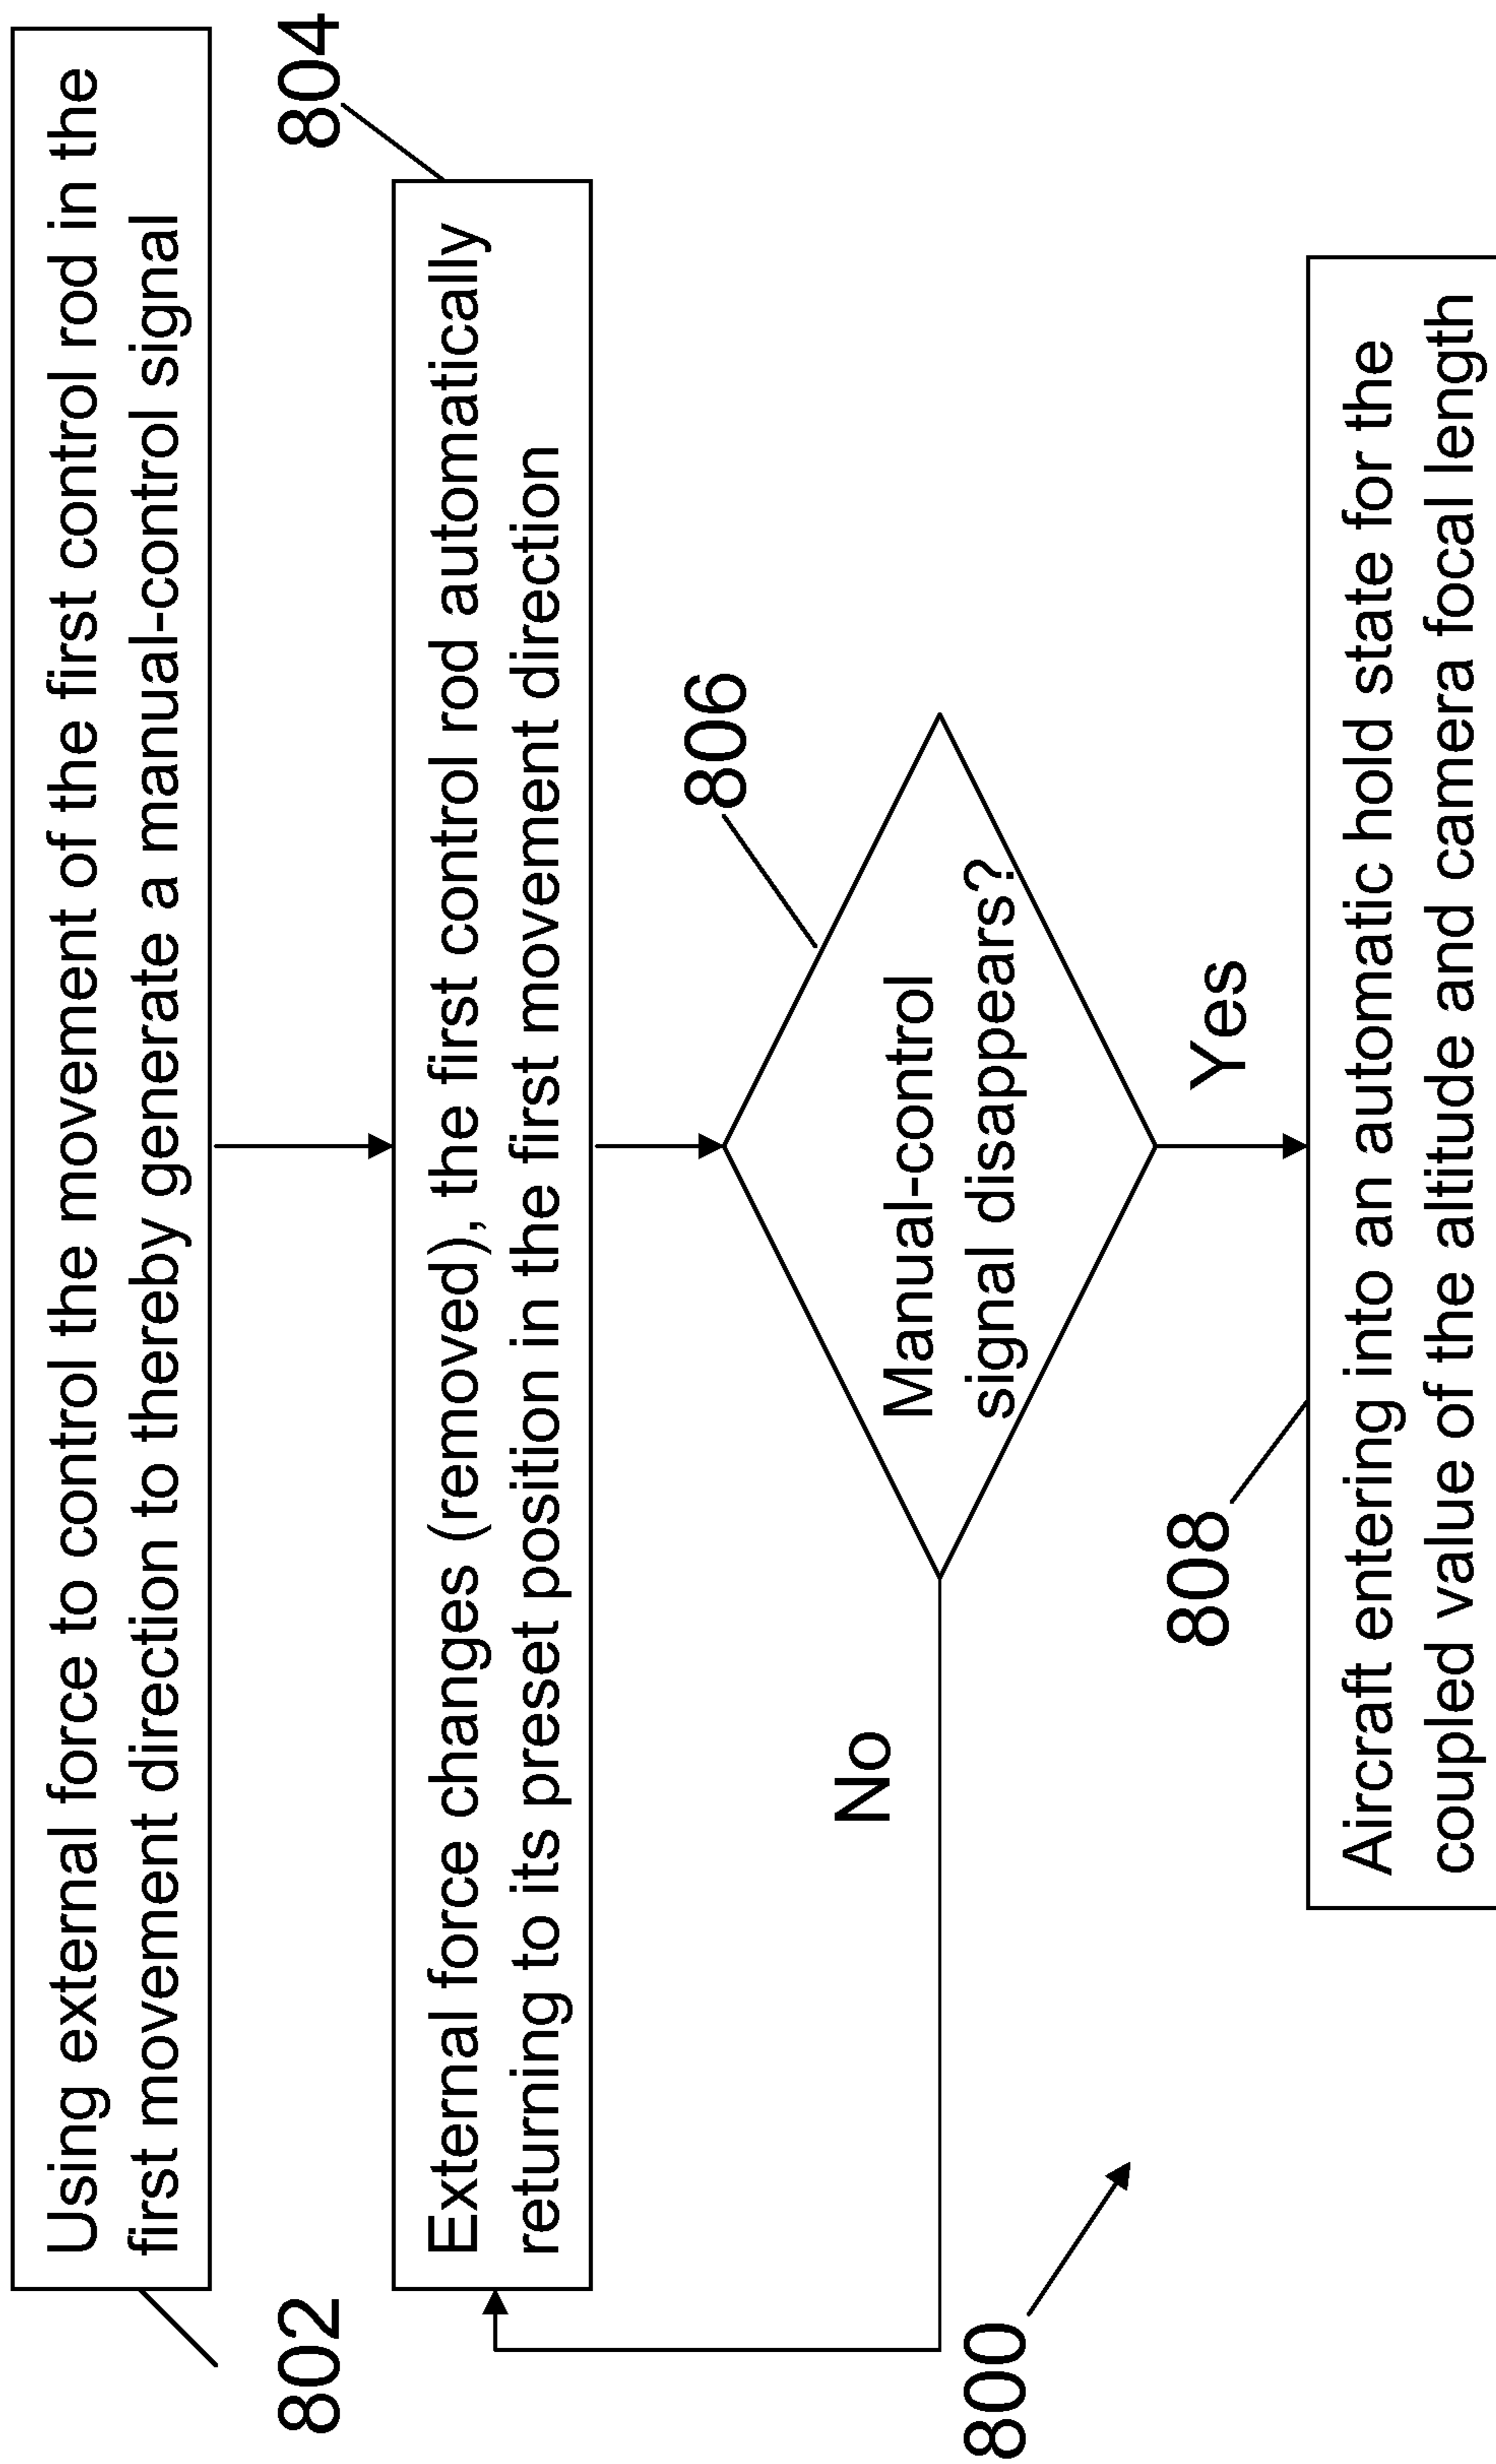 Using external force to control the movement of the first control rod in the
first movement direction to thereby generate a manual-control signal
802
804
External force changes (removed), the first control rod automatically
returning to its preset position in the first movement direction
806
Manual-control
signal disappears?
No
Yes
808
Aircraft entering into an automatic hold state for the
coupled value of the altitude and camera focal length
800